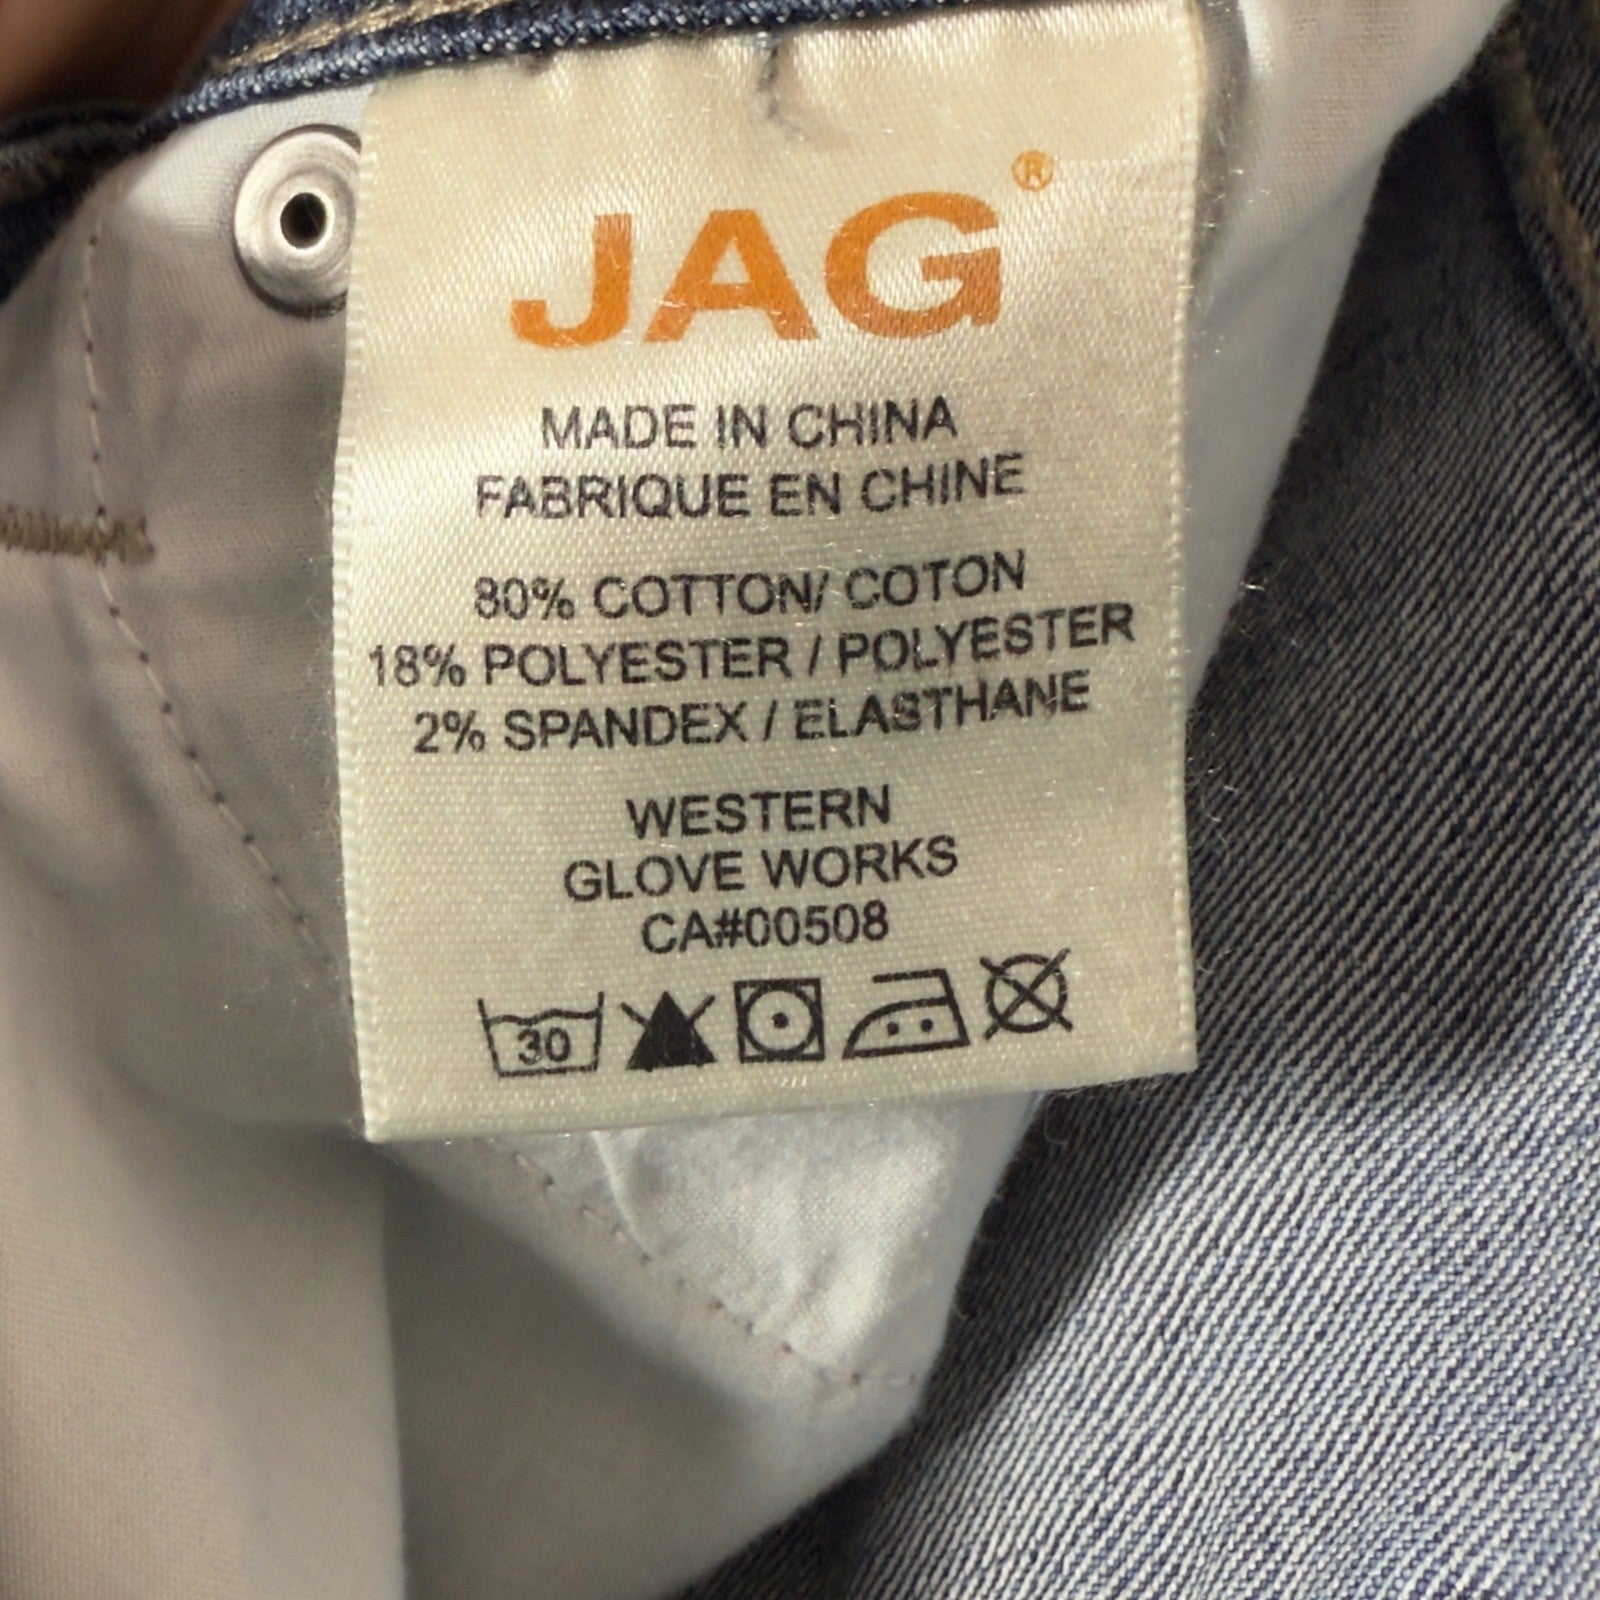 JAG®
MADE IN CHINA
FABRIQUE EN CHINE
80% COTTON/ COTON
18% POLYESTER / POLYESTER
2% SPANDEX / ELASTHANE
WESTERN
GLOVE WORKS
CA#00508
30